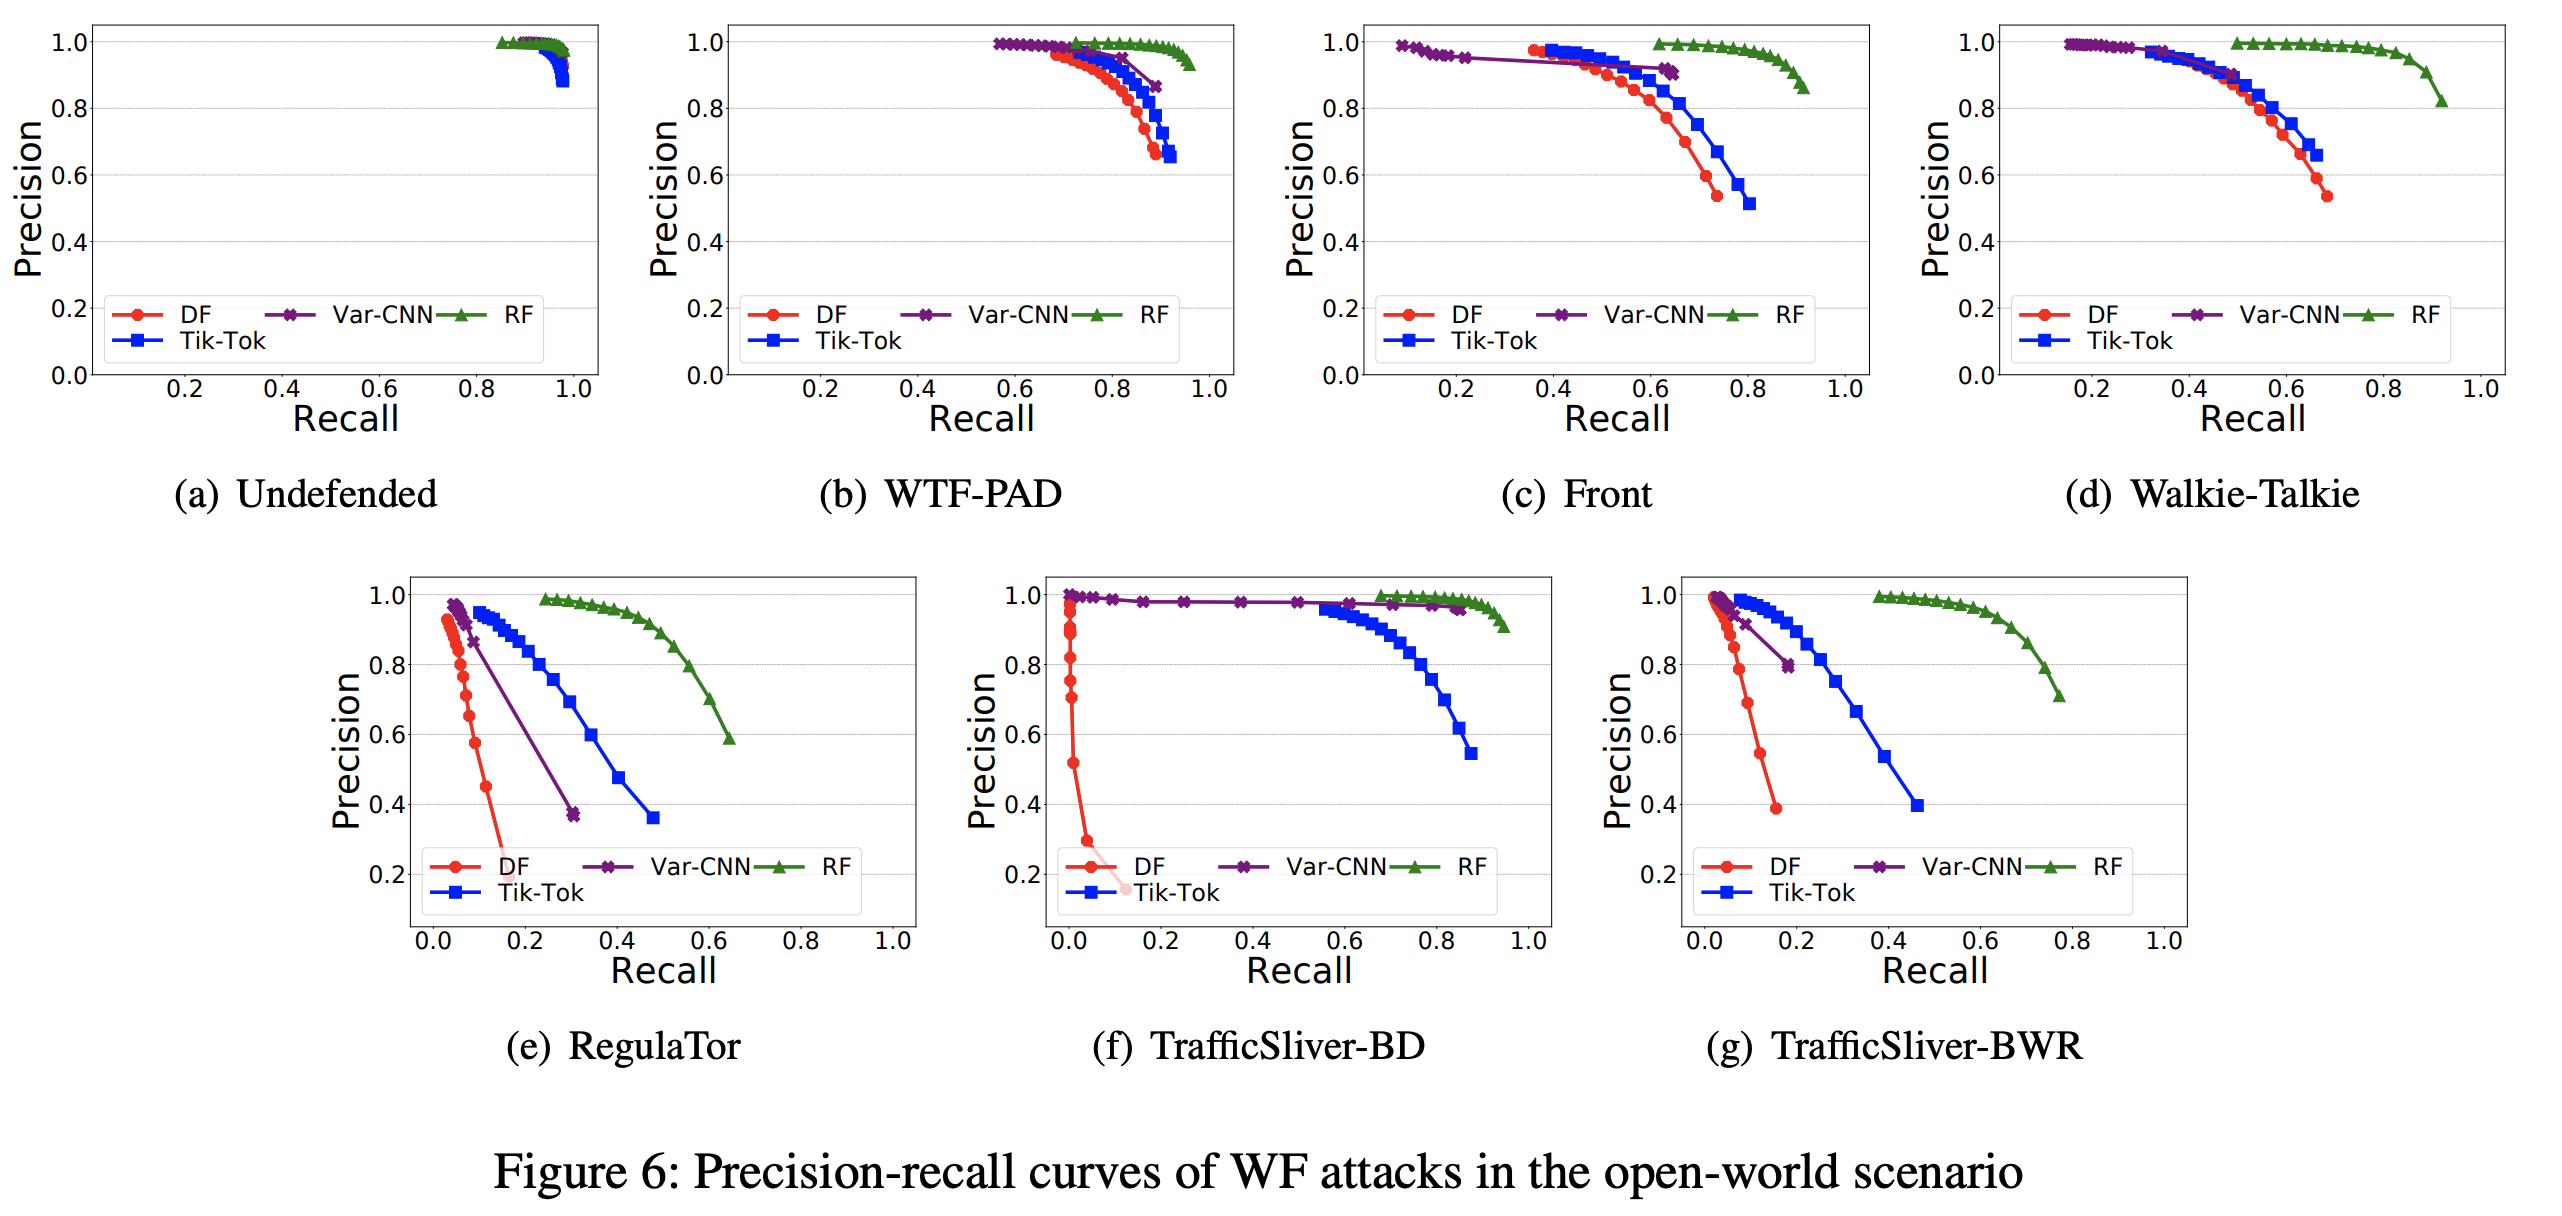 1.0
0.8
0.6
0.4
0.2
0.0
Precision
DF Var-CNN RF
Tik-Tok
0.2 0.4 0.6 0.8 1.0
Recall
(a) Undefended
1.0
0.8
0.6
0.4
0.2
0.0
Precision
DF Var-CNN RF
Tik-Tok
0.2 0.4 0.6 0.8 1.0
Recall
(b) WTF-PAD
1.0
0.8
0.6
0.4
0.2
0.0
Precision
DF Var-CNN RF
Tik-Tok
0.2 0.4 0.6 0.8 1.0
Recall
(c) Front
1.0
0.8
0.6
0.4
0.2
0.0
Precision
DF Var-CNN RF
Tik-Tok
0.2 0.4 0.6 0.8 1.0
Recall
(d) Walkie-Talkie
1.0
0.8
0.6
0.4
0.2
Precision
DF Var-CNN RF
Tik-Tok
0.0 0.2 0.4 0.6 0.8 1.0
Recall
(e) RegulaTor
1.0
0.8
0.6
0.4
0.2
Precision
DF Var-CNN RF
Tik-Tok
0.0 0.2 0.4 0.6 0.8 1.0
Recall
(f) TrafficSliver-BD
1.0
0.8
0.6
0.4
0.2
Precision
DF Var-CNN RF
Tik-Tok
0.0 0.2 0.4 0.6 0.8 1.0
Recall
(g) TrafficSliver-BWR
Figure 6: Precision-recall curves of WF attacks in the open-world scenario